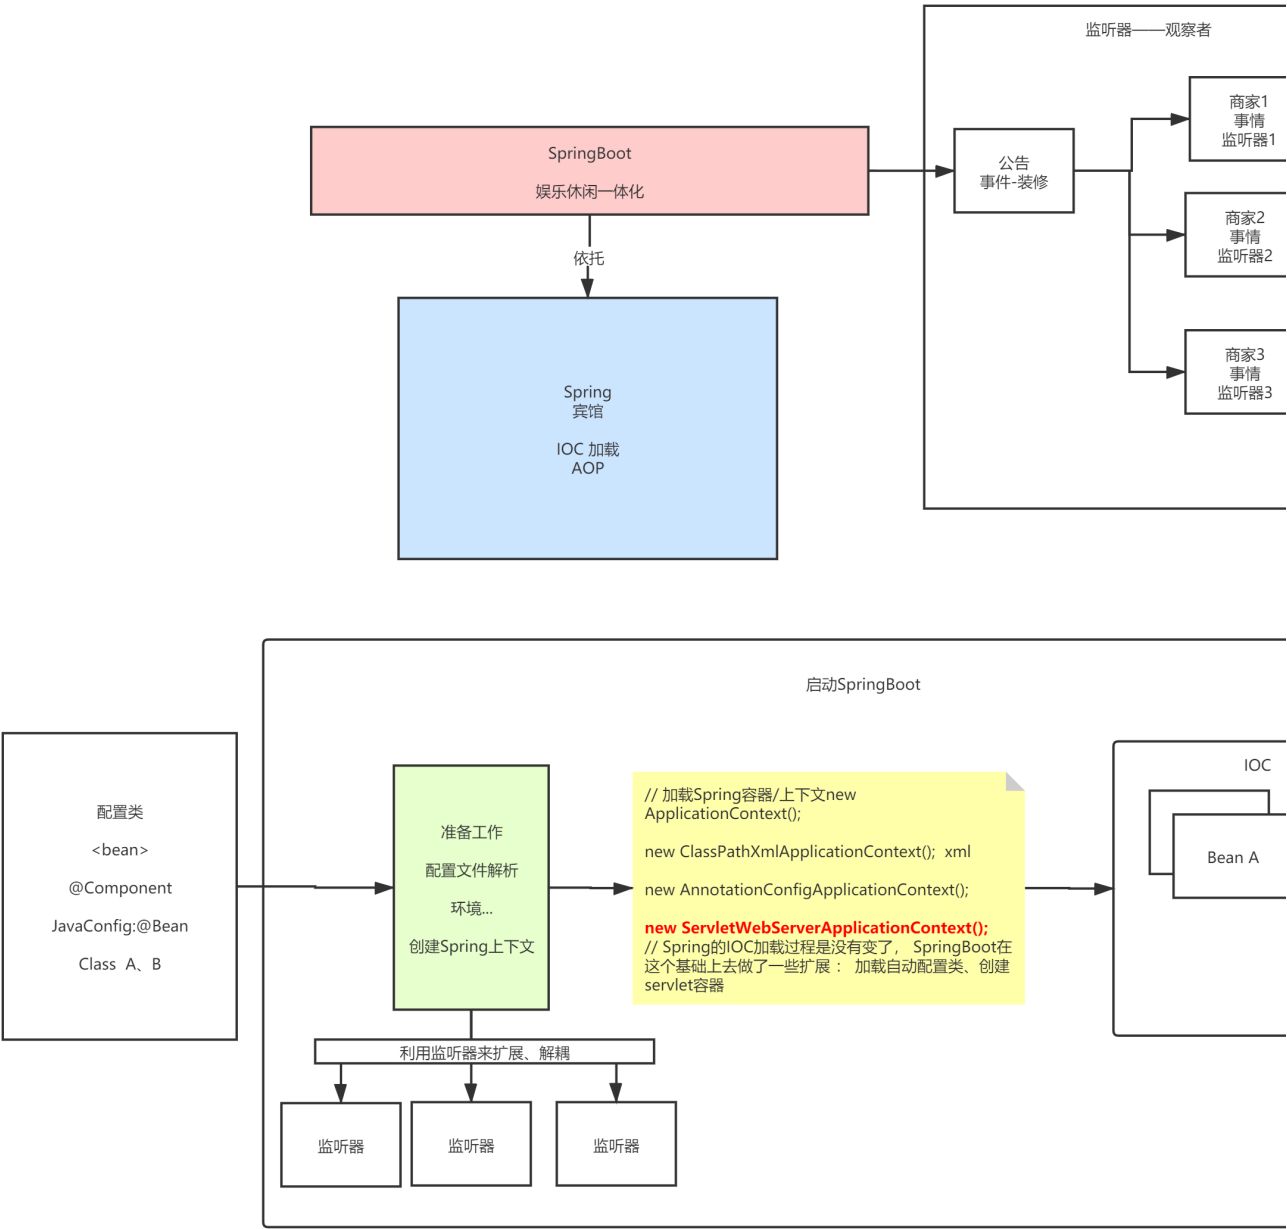 监听器——观察者
商家1
事情
监听器1
SpringBoot
娱乐休闲一体化
公告
事件-装修
商家2
事情
监听器2
依托
商家3
事情
监听器3
Spring
宾馆
IOC 加载
AOP
启动SpringBoot
配置类
<bean>
@Component
JavaConfig:@Bean
Class  A、B
准备工作
配置文件解析
环境...
创建Spring上下文
// 加载Spring容器/上下文new
ApplicationContext();
new ClassPathXmlApplicationContext();  xml
new AnnotationConfigApplicationContext();
new ServletWebServerApplicationContext();
// Spring的IOC加载过程是没有变了， SpringBoot在
这个基础上去做了一些扩展： 加载自动配置类、创建
servlet容器
IOC
Bean A
利用监听器来扩展、解耦
监听器
监听器
监听器